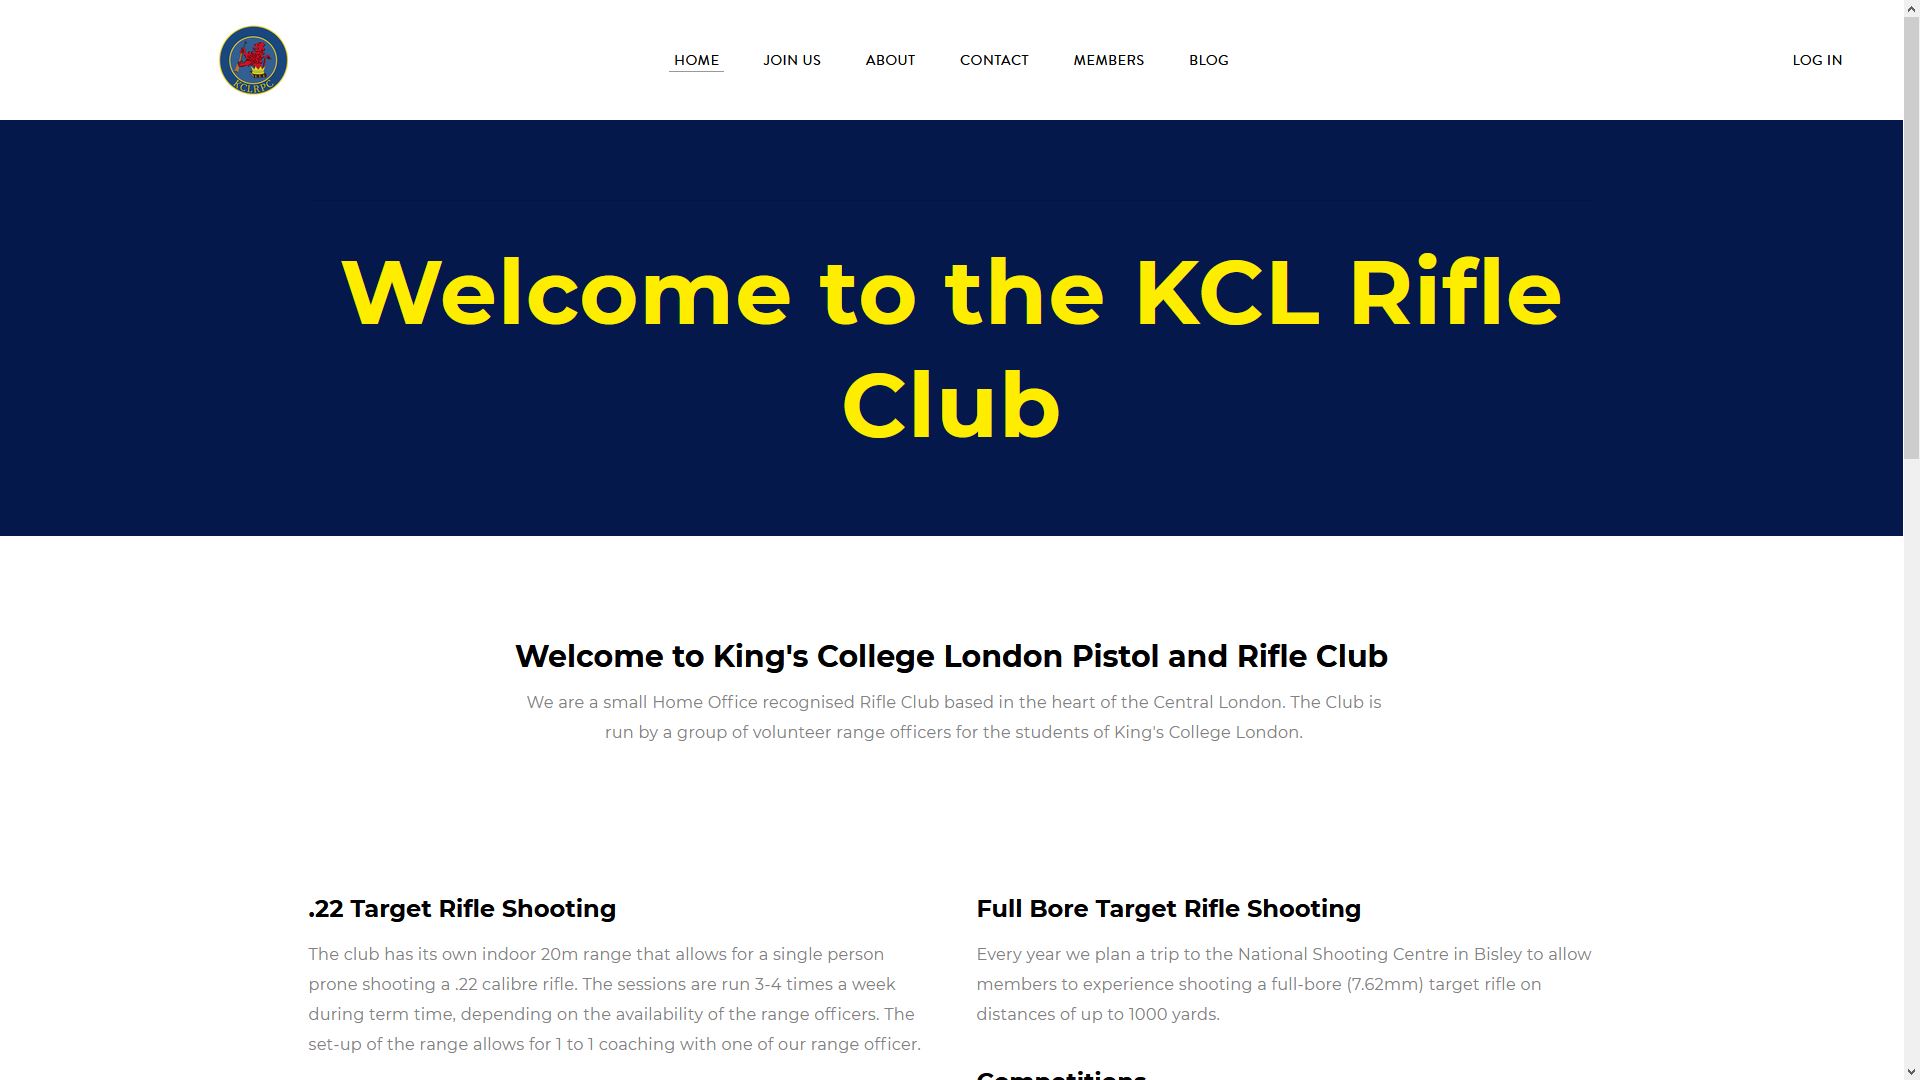 KCLRPC
HOME
JOIN US
ABOUT
CONTACT
MEMBERS
BLOG
LOG IN
Welcome to the KCL Rifle
Club
Welcome to King's College London Pistol and Rifle Club
We are a small Home Office recognised Rifle Club based in the heart of the Central London. The Club is
run by a group of volunteer range officers for the students of King's College London.
.22 Target Rifle Shooting
The club has its own indoor 20m range that allows for a single person
prone shooting a .22 calibre rifle. The sessions are run 3-4 times a week
during term time, depending on the availability of the range officers. The
set-up of the range allows for 1 to 1 coaching with one of our range officer.
Full Bore Target Rifle Shooting
Every year we plan a trip to the National Shooting Centre in Bisley to allow
members to experience shooting a full-bore (7.62mm) target rifle on
distances of up to 1000 yards.
Competitions